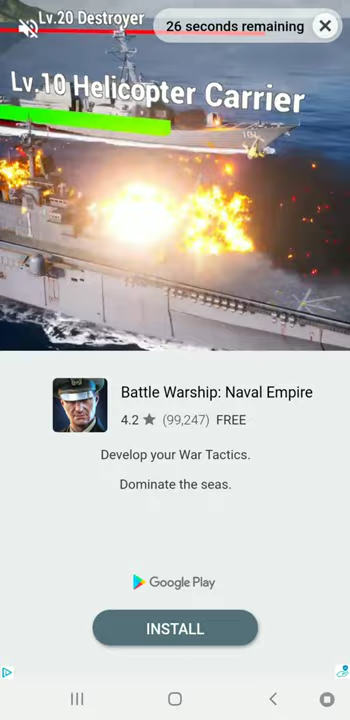 Lv.20 Destroyer
26 seconds remaining
Lv.10 Helicopter Carrier
101
Battle Warship: Naval Empire
4.2 ★ (99,247) FREE
Develop your War Tactics.
Dominate the seas.
Google Play
INSTALL